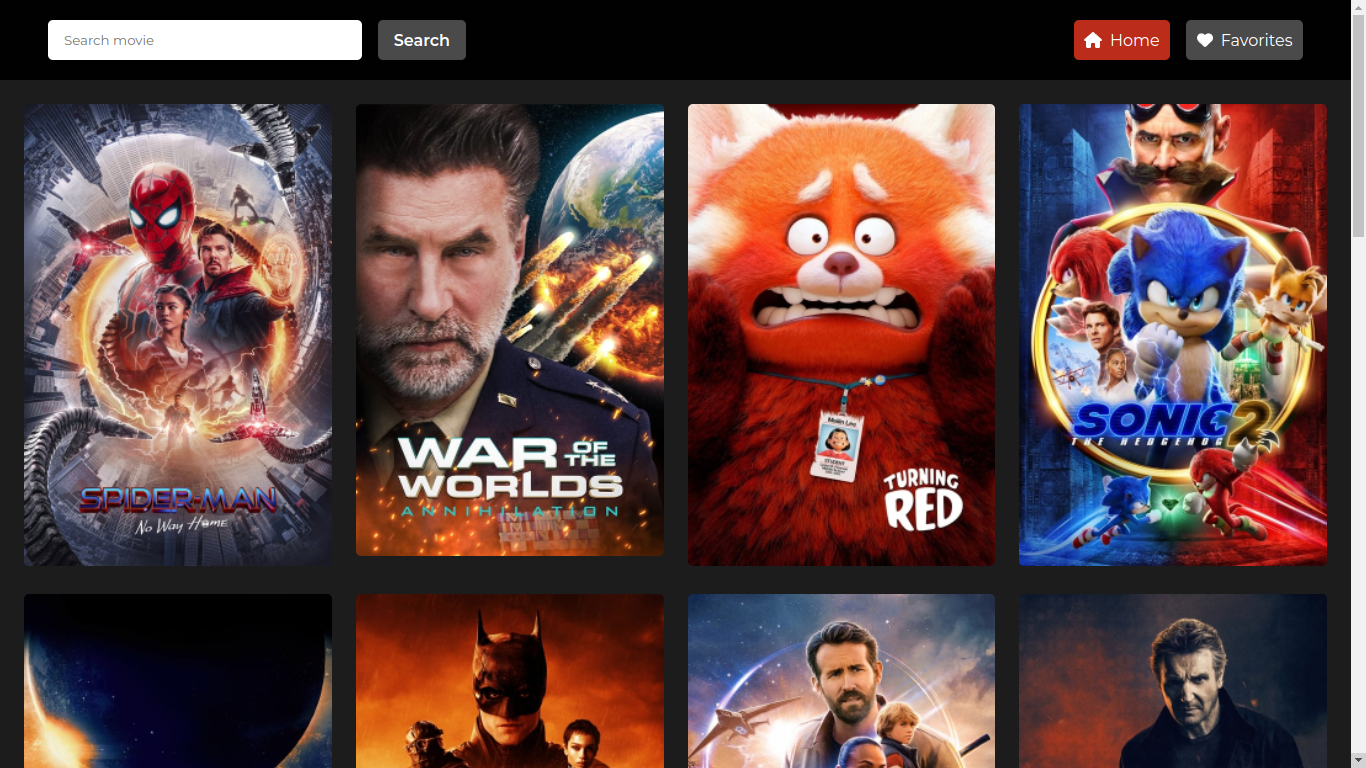 Search movie
Search
Home
Favorites
SPIDER-MAN
NO WAY HOME
WAR OF
THE
WORLDS
ANNIHILATION
Meilin Lee
STUDENT
TURNING
RED
SONIC 2
THE HEDGEHOG